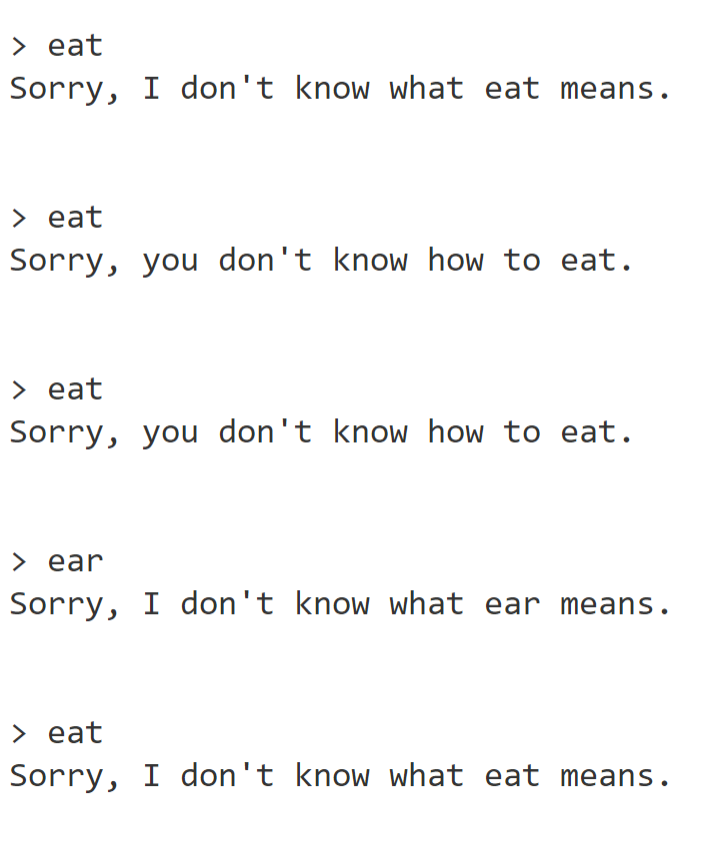 > eat
Sorry, I don't know what eat means.
> eat
Sorry, you don't know how to eat.
> eat
Sorry, you don't know how to eat.
> ear
Sorry, I don't know what ear means.
> eat
Sorry, I don't know what eat means.